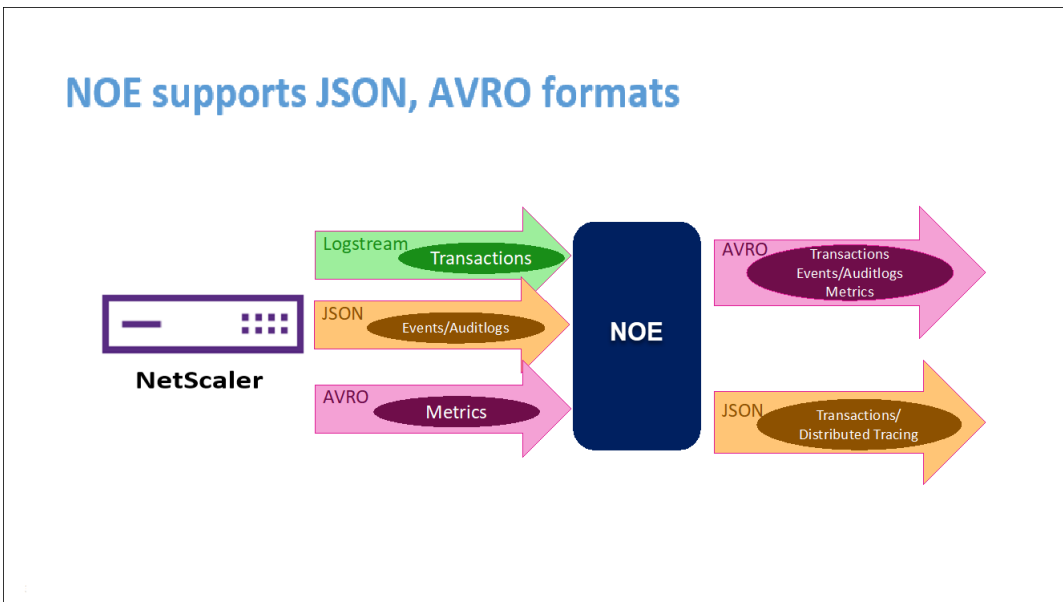 NOE supports JSON, AVRO formats
Logstream
Transactions
JSON
Events/Auditlogs
AVRO
Metrics
NetScaler
NOE
AVRO
Transactions
Events/Auditlogs
Metrics
JSON
Transactions/
Distributed Tracing